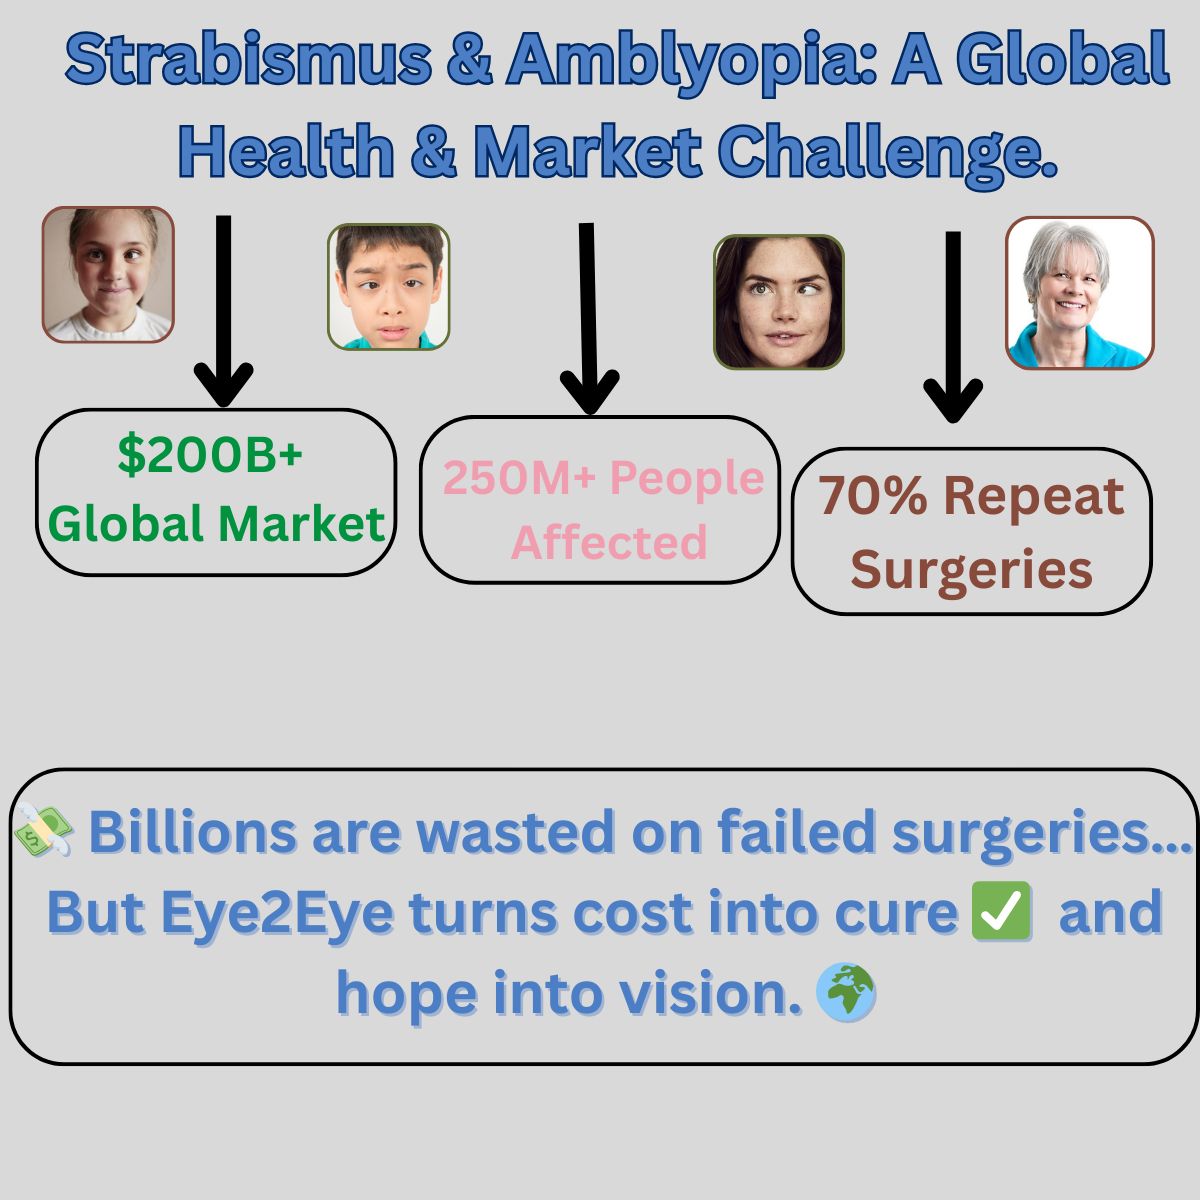 Strabismus & Amblyopia: A Global
Health & Market Challenge.
$200B+
Global Market
250M+ People
Affected
70% Repeat
Surgeries
💸 Billions are wasted on failed surgeries...
But Eye2Eye turns cost into cure ✅ and
hope into vision. 🌍